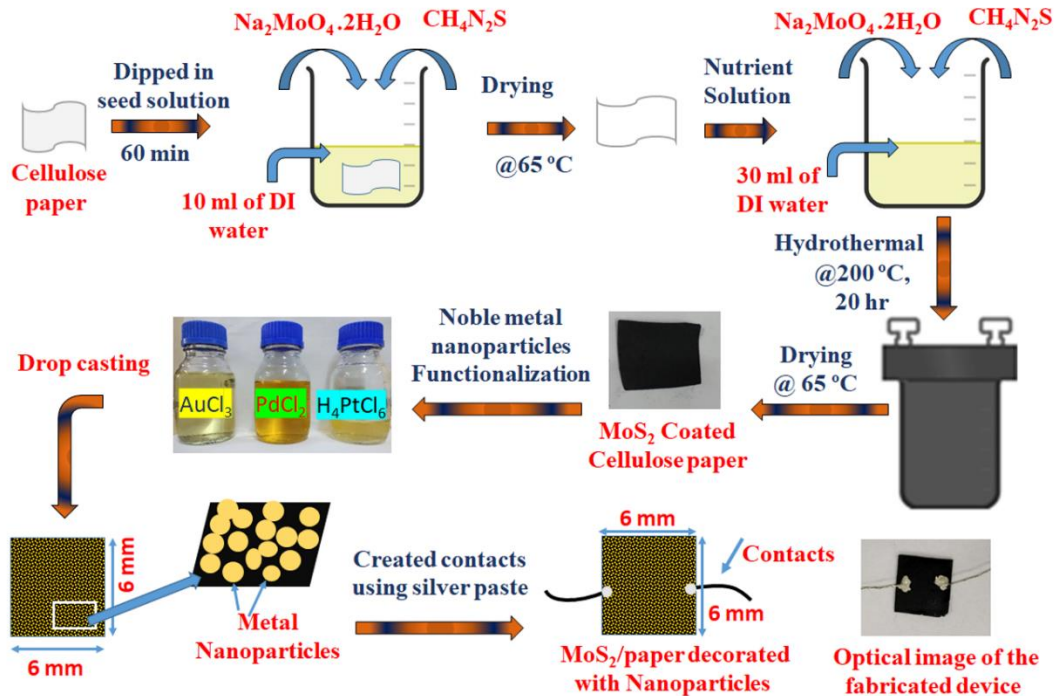 Na₂MoO₄.2H₂O
CH₄N₂S
Dipped in
seed solution
60 min
Cellulose
paper
10 ml of DI
water
Drying
@65 ºC
Nutrient
Solution
Na₂MoO₄.2H₂O
CH₄N₂S
30 ml of
DI water
Hydrothermal
@200 ºC,
20 hr
Drying
@ 65 ºC
MoS₂ Coated
Cellulose paper
Noble metal
nanoparticles
Functionalization
AuCl₃
PdCl₂
H₄PtCl₆
Drop casting
6 mm
6 mm
Metal
Nanoparticles
Created contacts
using silver paste
6 mm
6 mm
Contacts
MoS₂/paper decorated
with Nanoparticles
Optical image of the
fabricated device